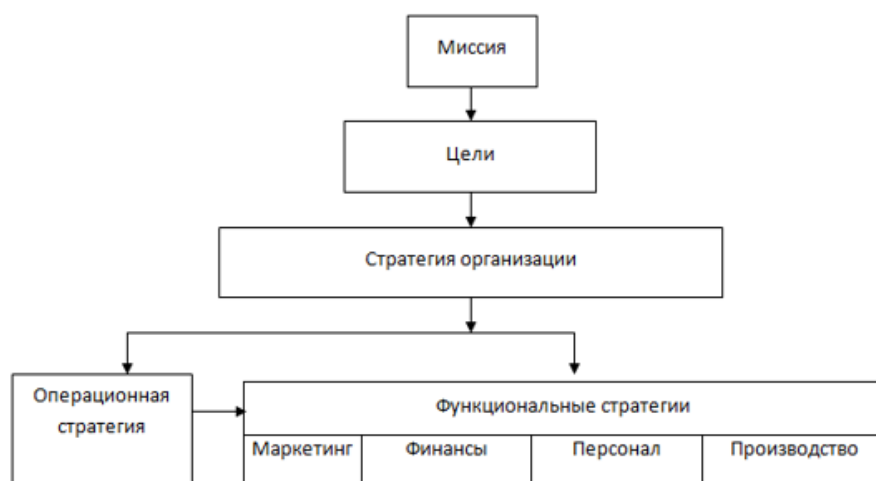 Миссия
Цели
Стратегия организации
Операционная
стратегия
Функциональные стратегии
Маркетинг
Финансы
Персонал
Производство